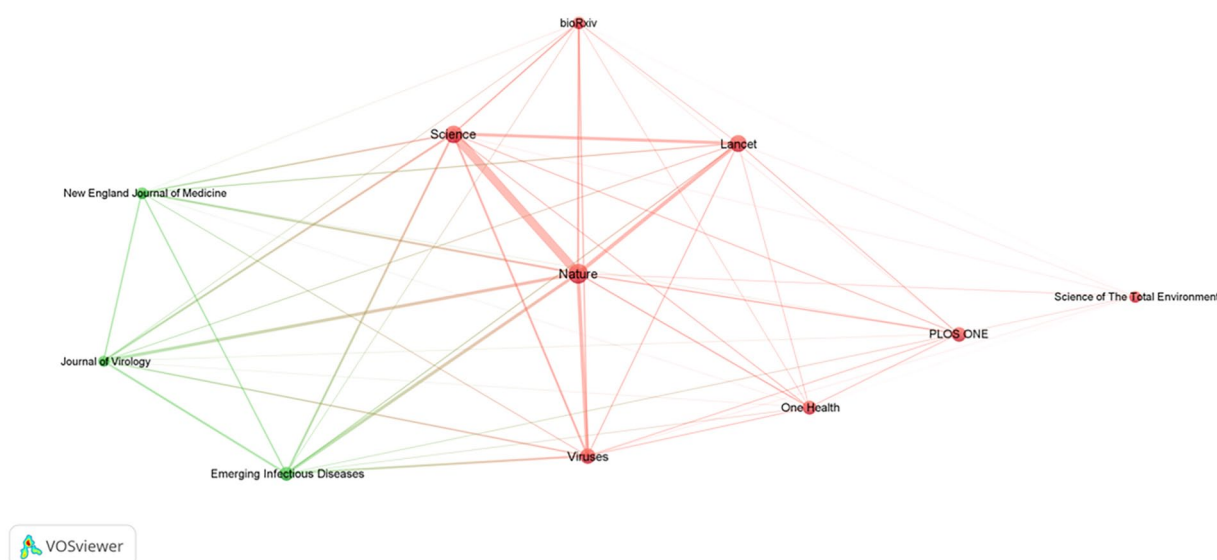 bioRxiv
Science
Lancet
New England Journal of Medicine
Nature
Science of The Total Environment
PLOS ONE
Journal of Virology
One Health
Viruses
Emerging Infectious Diseases
VOSviewer